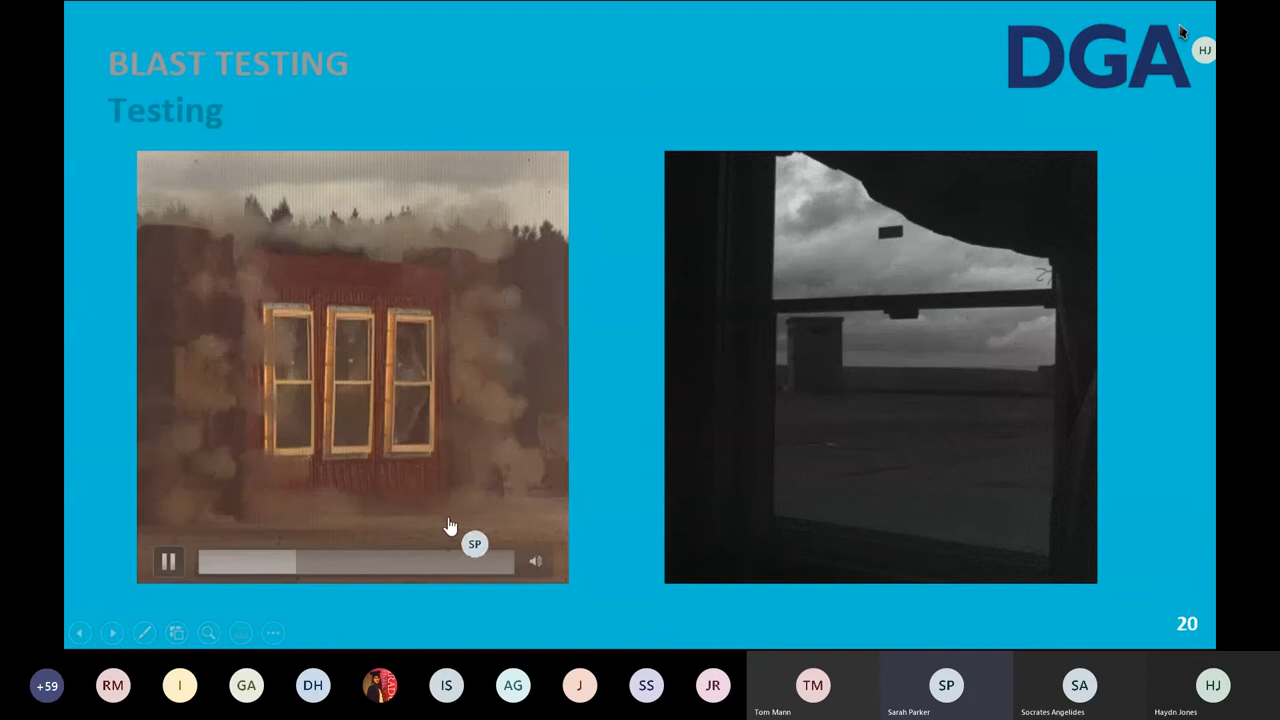 BLAST TESTING
Testing
DGA
HJ
SP
20
+59
RM
I
GA
DH
IS
AG
J
SS
JR
TM
SP
SA
HJ
Tom Mann
Sarah Parker
Socrates Angelides
Haydn Jones